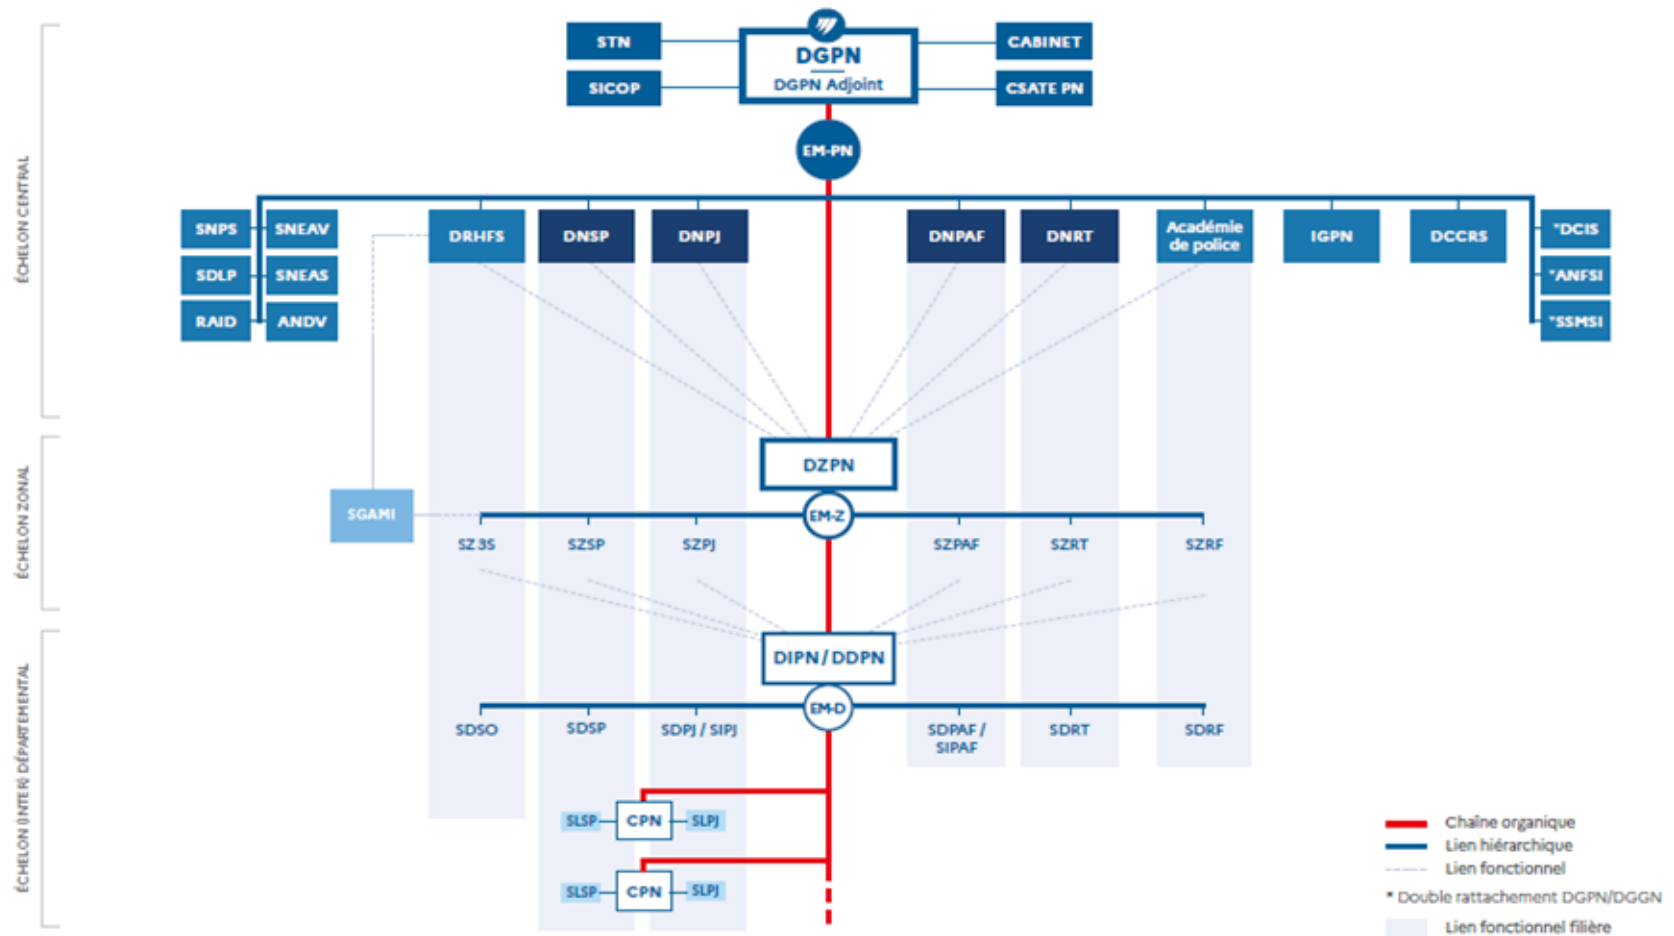 STN
DGPN
CABINET
SICOP
DGPN Adjoint
CSATE PN
EM-PN
ÉCHELON CENTRAL
SNPS
SNEAV
DRHFS
DNSP
DNPJ
DNPAF
DNRT
Académie
de police
IGPN
DCCRS
*DCIS
SDLP
SNEAS
*ANFSI
RAID
ANDV
*SSMSI
ÉCHELON ZONAL
DZPN
SGAMI
EM-Z
SZ3S
SZSP
SZPJ
SZPAF
SZRT
SZRF
ÉCHELON (INTER) DÉPARTEMENTAL
DIPN / DDPN
EM-D
SDSO
SDSP
SDPJ / SIPJ
SDPAF /
SIPAF
SDRT
SDRF
SLSP
CPN
SLPJ
SLSP
CPN
SLPJ
Chaîne organique
Lien hiérarchique
Lien fonctionnel
* Double rattachement DGPN/DGGN
Lien fonctionnel filière